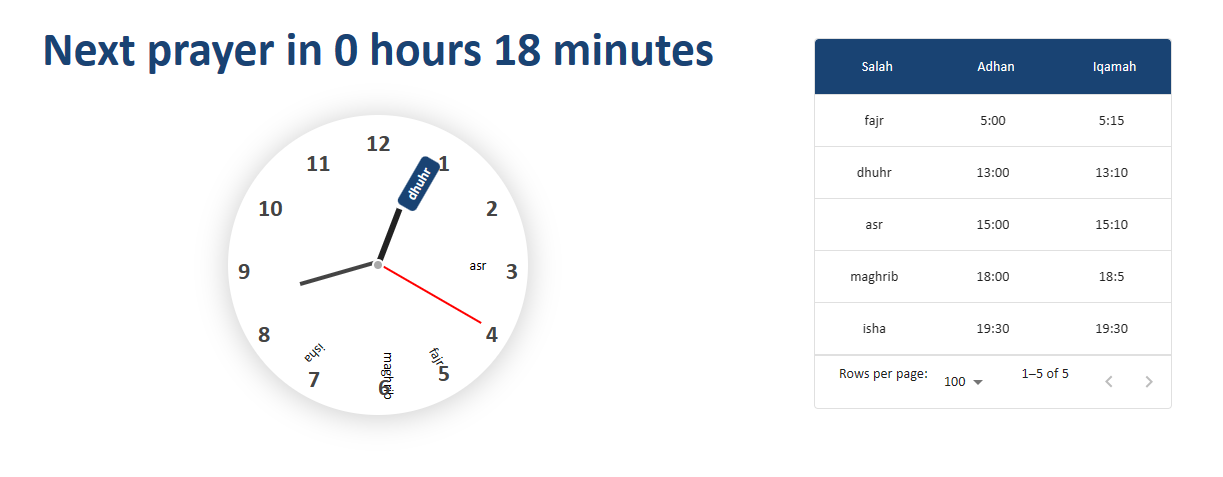 Next prayer in 0 hours 18 minutes
12
11
1
dhuhr
10
2
asr
9
3
8
4
isha
maghrib
fajr
7
6
5
Salah Adhan Iqamah
fajr 5:00 5:15
dhuhr 13:00 13:10
asr 15:00 15:10
maghrib 18:00 18:5
isha 19:30 19:30
Rows per page: 100 1–5 of 5